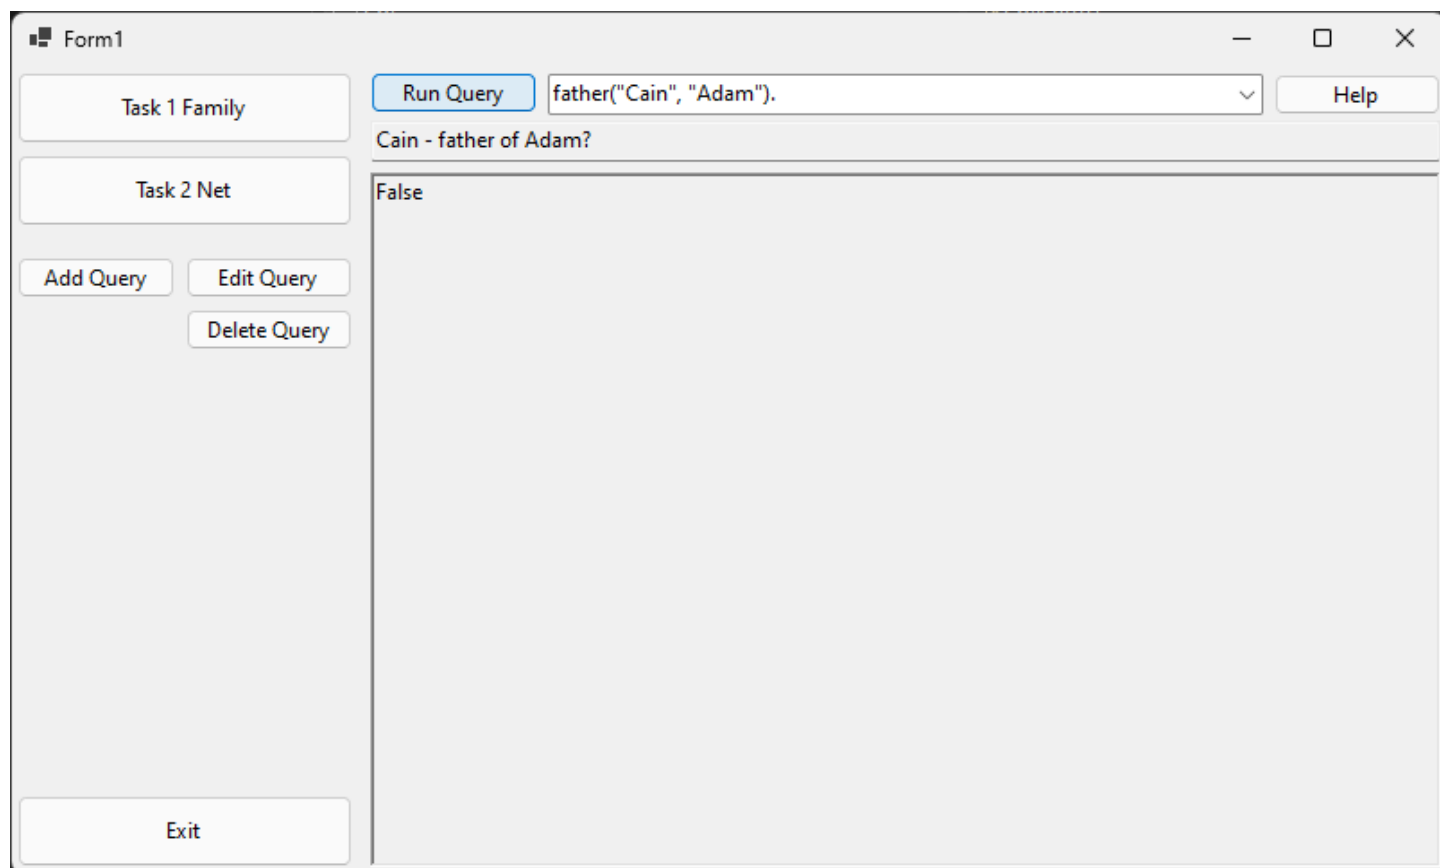 Form1
Task 1 Family
Run Query
father("Cain", "Adam").
Help
Cain - father of Adam?
Task 2 Net
False
Add Query
Edit Query
Delete Query
Exit